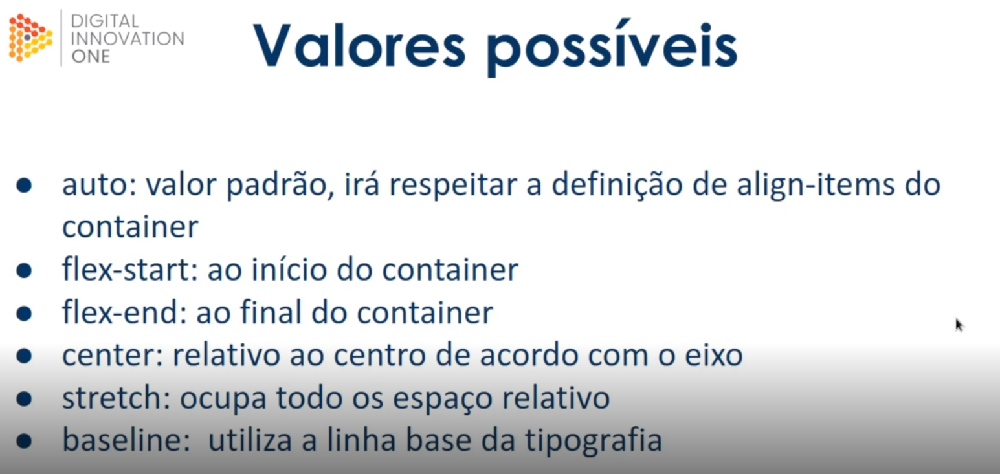 DIGITAL
INNOVATION
ONE
Valores possíveis
● auto: valor padrão, irá respeitar a definição de align-items do
container
● flex-start: ao início do container
● flex-end: ao final do container
● center: relativo ao centro de acordo com o eixo
● stretch: ocupa todo os espaço relativo
● baseline:  utiliza a linha base da tipografia